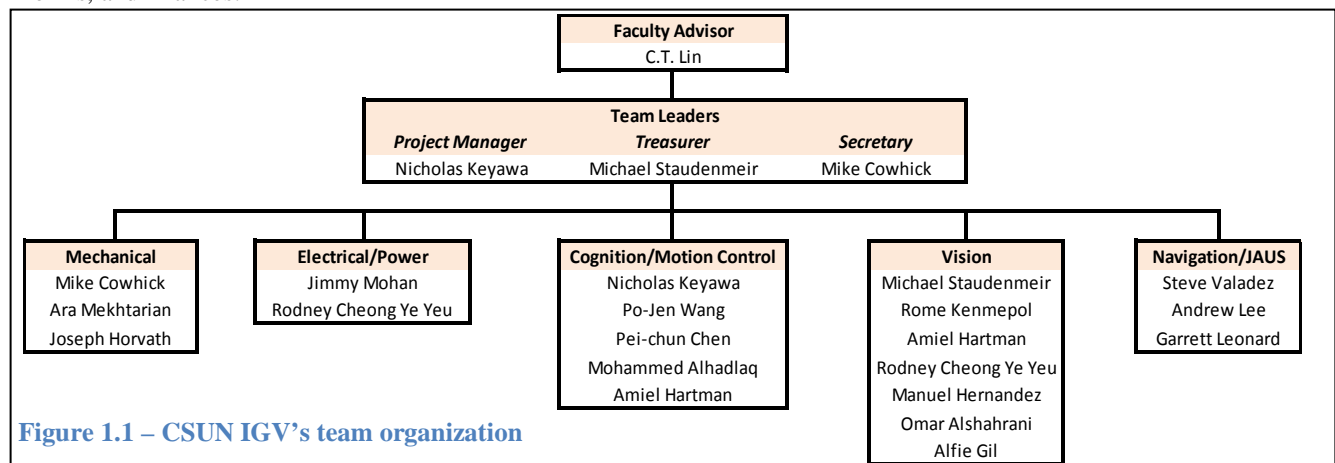 Faculty Advisor
C.T. Lin
Team Leaders
Project Manager Treasurer Secretary
Nicholas Keyawa Michael Staudenmeir Mike Cowhick
Mechanical
Mike Cowhick
Ara Mekhtarian
Joseph Horvath
Electrical/Power
Jimmy Mohan
Rodney Cheong Ye Yeu
Cognition/Motion Control
Nicholas Keyawa
Po-Jen Wang
Pei-chun Chen
Mohammed Alhadlaq
Amiel Hartman
Vision
Michael Staudenmeir
Rome Kenmepol
Amiel Hartman
Rodney Cheong Ye Yeu
Manuel Hernandez
Omar Alshahrani
Alfie Gil
Navigation/JAUS
Steve Valadez
Andrew Lee
Garrett Leonard
Figure 1.1 – CSUN IGV’s team organization